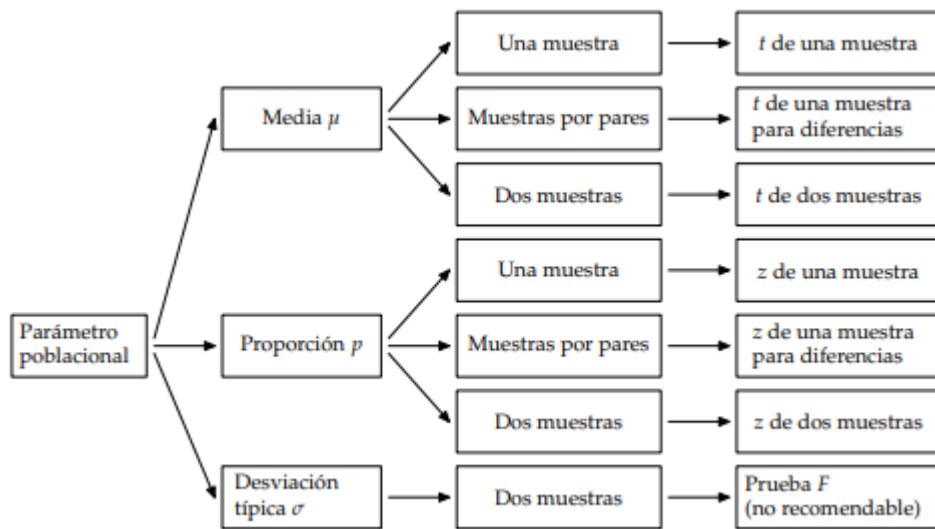 Parámetro
poblacional
Media μ
Una muestra
t de una muestra
Muestras por pares
t de una muestra
para diferencias
Dos muestras
t de dos muestras
Proporción p
Una muestra
z de una muestra
Muestras por pares
z de una muestra
para diferencias
Dos muestras
z de dos muestras
Desviación
típica σ
Dos muestras
Prueba F
(no recomendable)